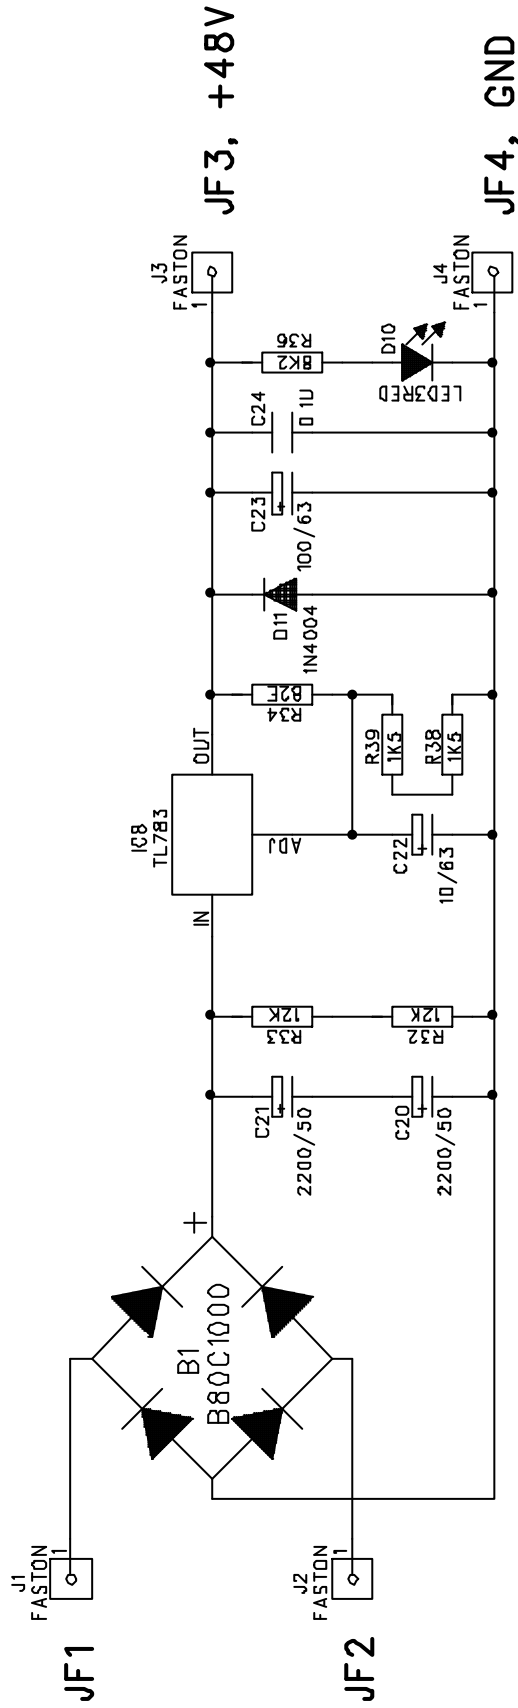 JF1
J1
FASTON
1
JF2
J2
FASTON
1
B1
B80C1000
+
C21
2200/50
C20
2200/50
R33
12K
R32
12K
IC8
TL783
IN
OUT
ADJ
R34
82E
R39
1K5
R38
1K5
C22
10/63
D11
1N4004
C23
100/63
C24
0.1U
R36
8K2
D10
LED3RED
J3
FASTON
1
JF3, +48V
J4
FASTON
1
JF4, GND